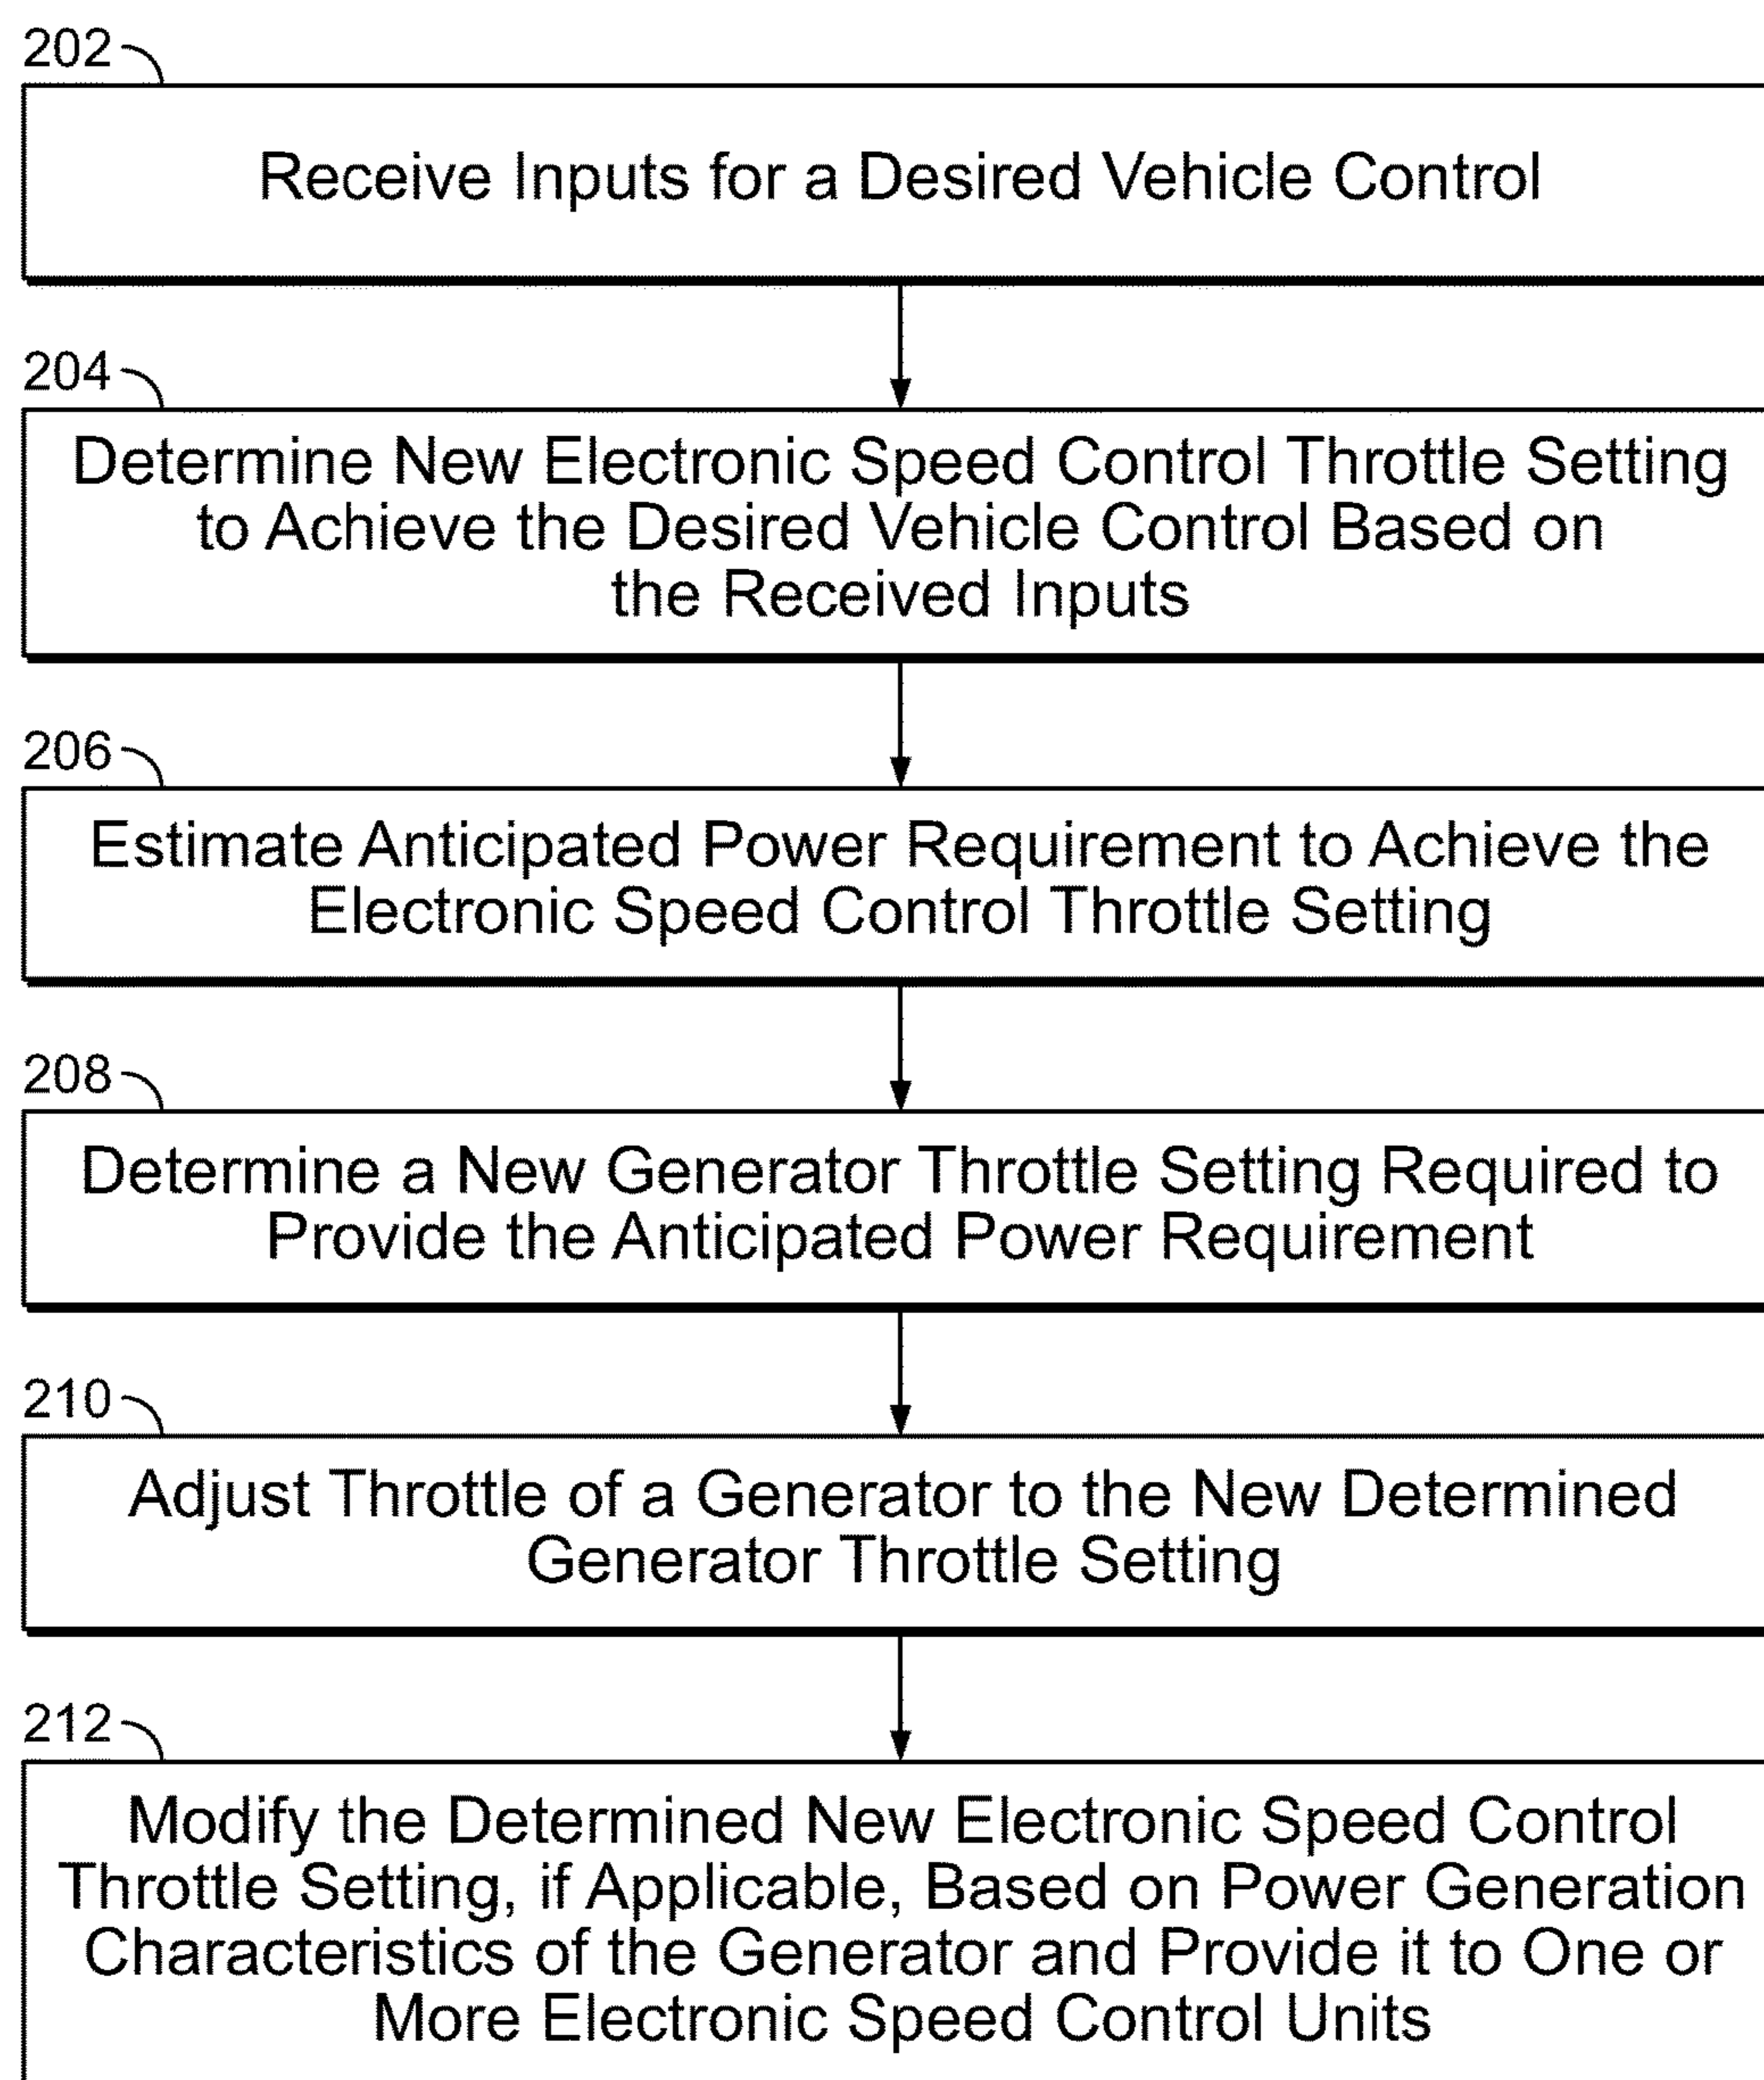 202
Receive Inputs for a Desired Vehicle Control
204
Determine New Electronic Speed Control Throttle Setting
to Achieve the Desired Vehicle Control Based on
the Received Inputs
206
Estimate Anticipated Power Requirement to Achieve the
Electronic Speed Control Throttle Setting
208
Determine a New Generator Throttle Setting Required to
Provide the Anticipated Power Requirement
210
Adjust Throttle of a Generator to the New Determined
Generator Throttle Setting
212
Modify the Determined New Electronic Speed Control
Throttle Setting, if Applicable, Based on Power Generation
Characteristics of the Generator and Provide it to One or
More Electronic Speed Control Units